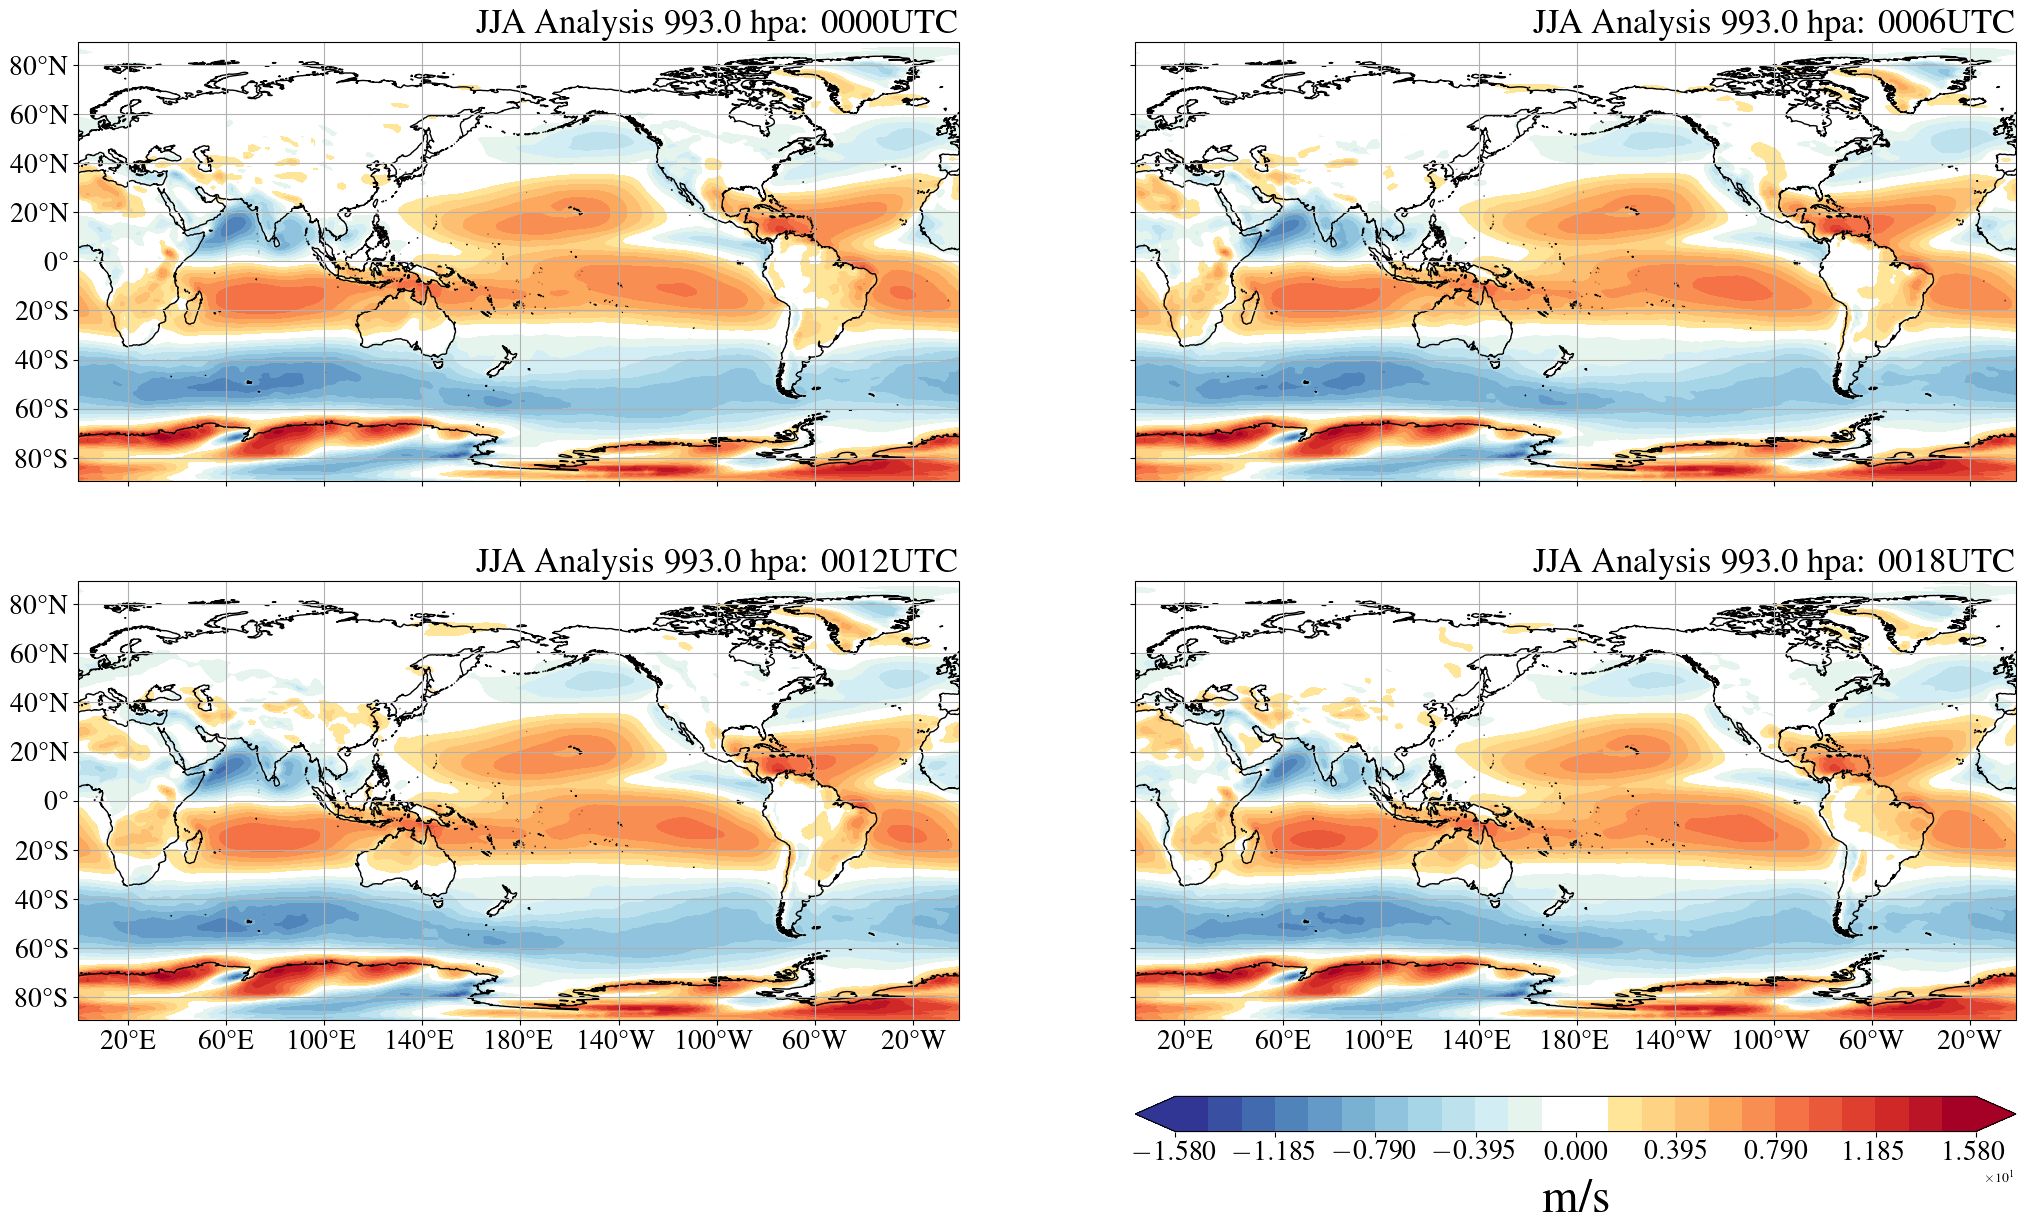 JJA Analysis 993.0 hpa: 0000UTC
JJA Analysis 993.0 hpa: 0006UTC
80°N
60°N
40°N
20°N
0°
20°S
40°S
60°S
80°S
JJA Analysis 993.0 hpa: 0012UTC
JJA Analysis 993.0 hpa: 0018UTC
80°N
60°N
40°N
20°N
0°
20°S
40°S
60°S
80°S
20°E 60°E 100°E 140°E 180°E 140°W 100°W 60°W 20°W
20°E 60°E 100°E 140°E 180°E 140°W 100°W 60°W 20°W
−1.580 −1.185 −0.790 −0.395 0.000 0.395 0.790 1.185 1.580
×10¹
m/s